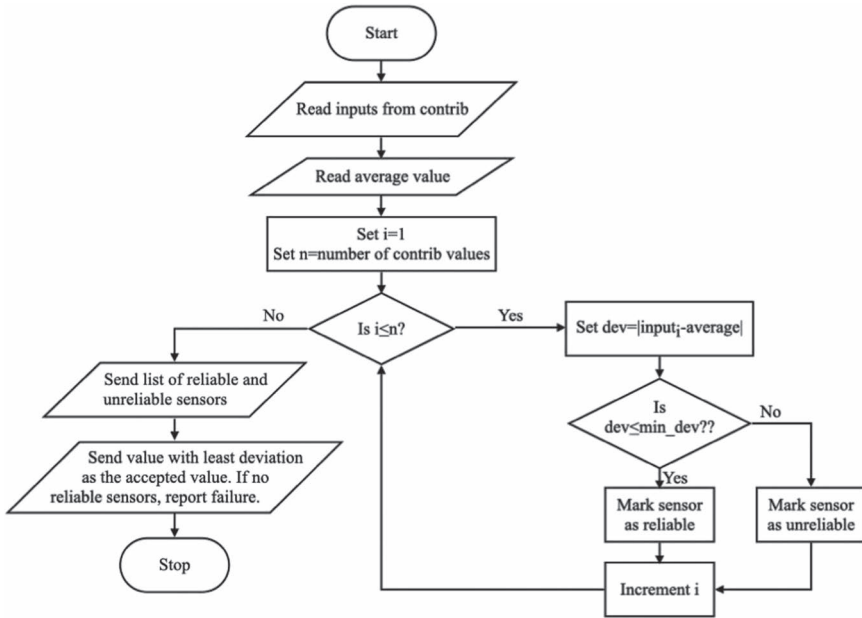 Start
Read inputs from contrib
Read average value
Set i=1
Set n=number of contrib values
Is i≤n?
No
Yes
Set dev=|inputᵢ-average|
Is
dev≤min_dev??
No
Yes
Mark sensor
as reliable
Mark sensor
as unreliable
Increment i
Send list of reliable and
unreliable sensors
Send value with least deviation
as the accepted value. If no
reliable sensors, report failure.
Stop